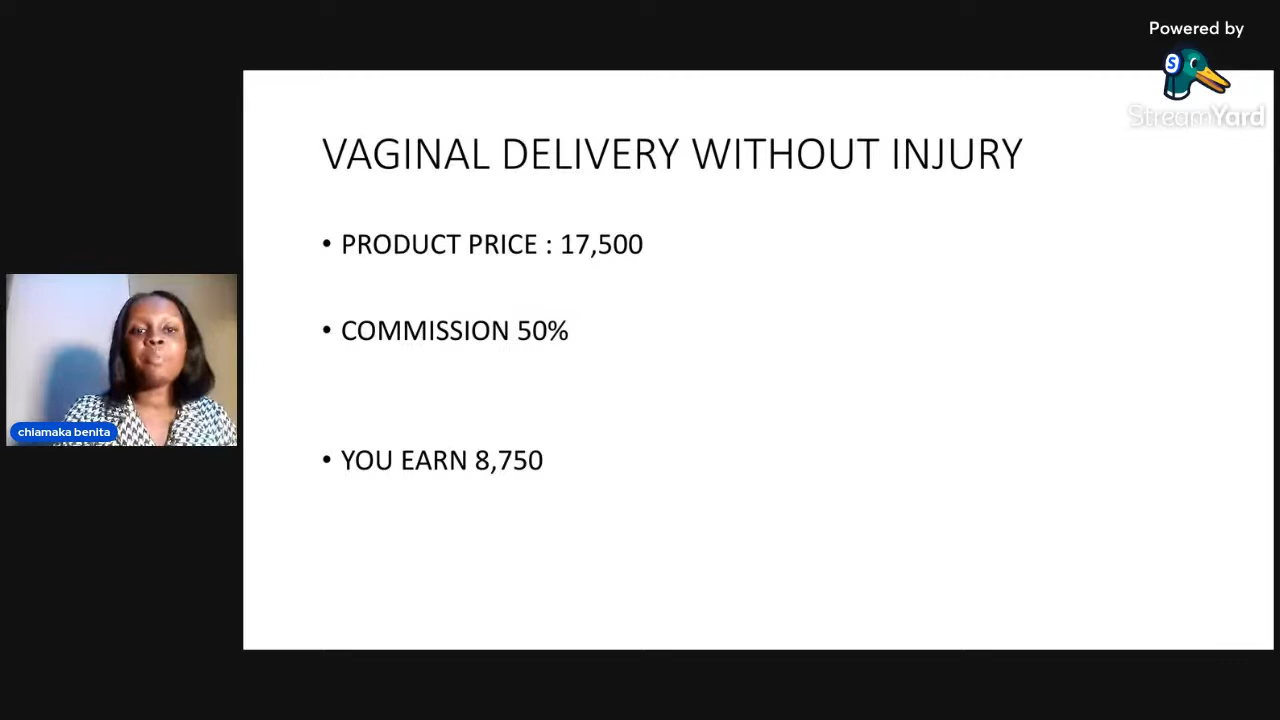 Powered by
StreamYard
VAGINAL DELIVERY WITHOUT INJURY
• PRODUCT PRICE : 17,500
• COMMISSION 50%
• YOU EARN 8,750
chiamaka benita